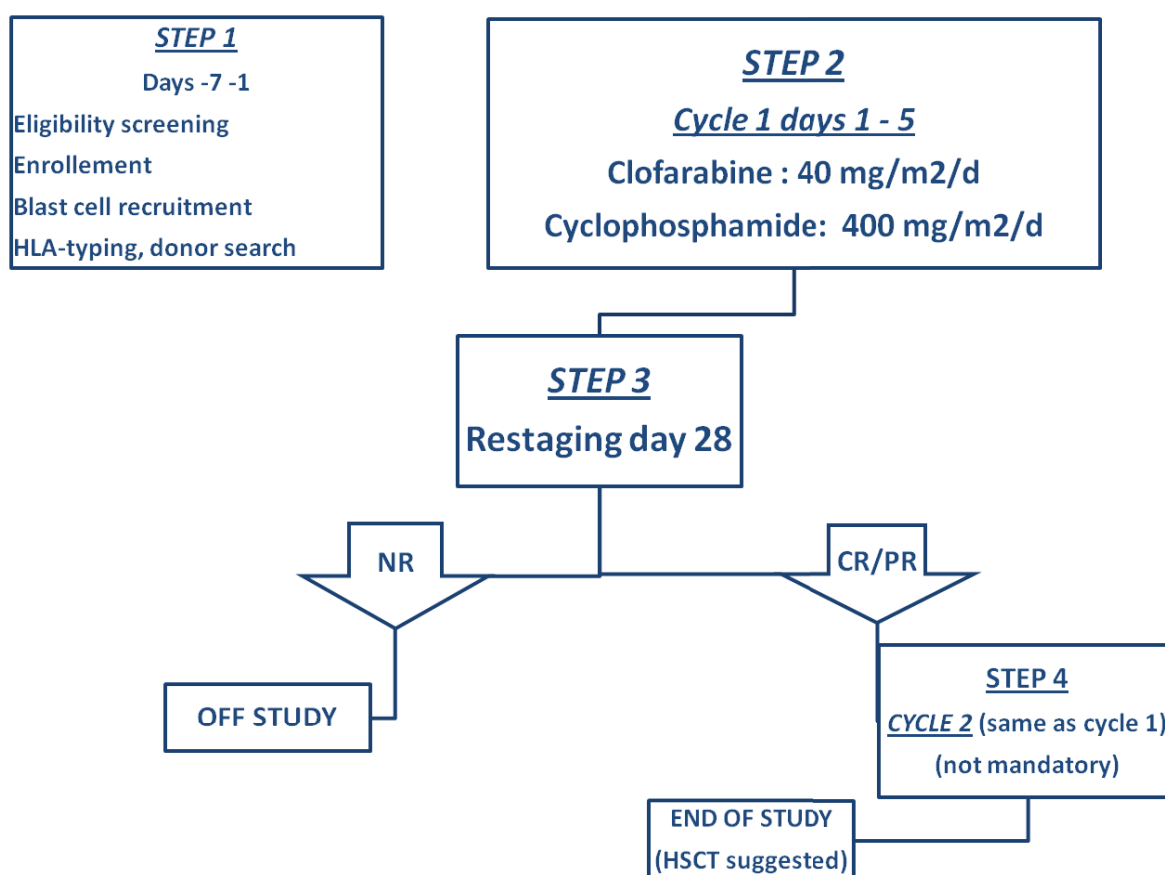 STEP 1
Days -7 -1
Eligibility screening
Enrollement
Blast cell recruitment
HLA-typing, donor search
STEP 2
Cycle 1 days 1 - 5
Clofarabine : 40 mg/m2/d
Cyclophosphamide: 400 mg/m2/d
STEP 3
Restaging day 28
NR
CR/PR
OFF STUDY
STEP 4
CYCLE 2 (same as cycle 1)
(not mandatory)
END OF STUDY
(HSCT suggested)